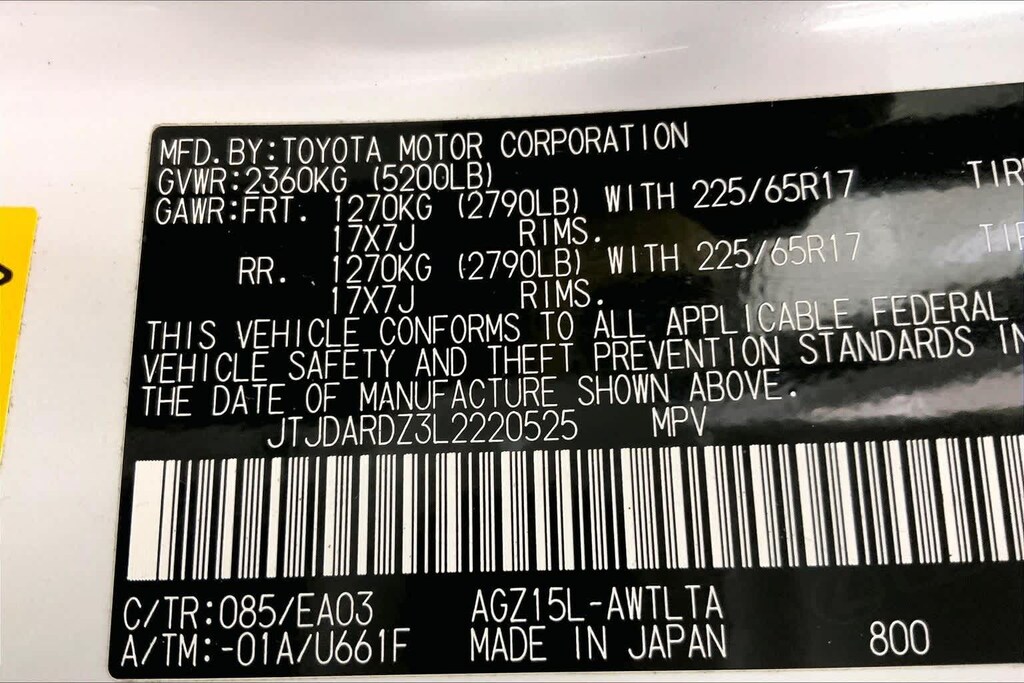 MFD.BY:TOYOTA MOTOR CORPORATION
GVWR:2360KG (5200LB)
GAWR:FRT. 1270KG (2790LB) WITH 225/65R17 TIR
17X7J RIMS.
RR. 1270KG (2790LB) WITH 225/65R17 TIR
17X7J RIMS.
THIS VEHICLE CONFORMS TO ALL APPLICABLE FEDERAL
VEHICLE SAFETY AND THEFT PREVENTION STANDARDS IN
THE DATE OF MANUFACTURE SHOWN ABOVE.
JTJDARDZ3L2220525 MPV
C/TR:085/EA03 AGZ15L-AWTLTA
A/TM:-01A/U661F MADE IN JAPAN 800